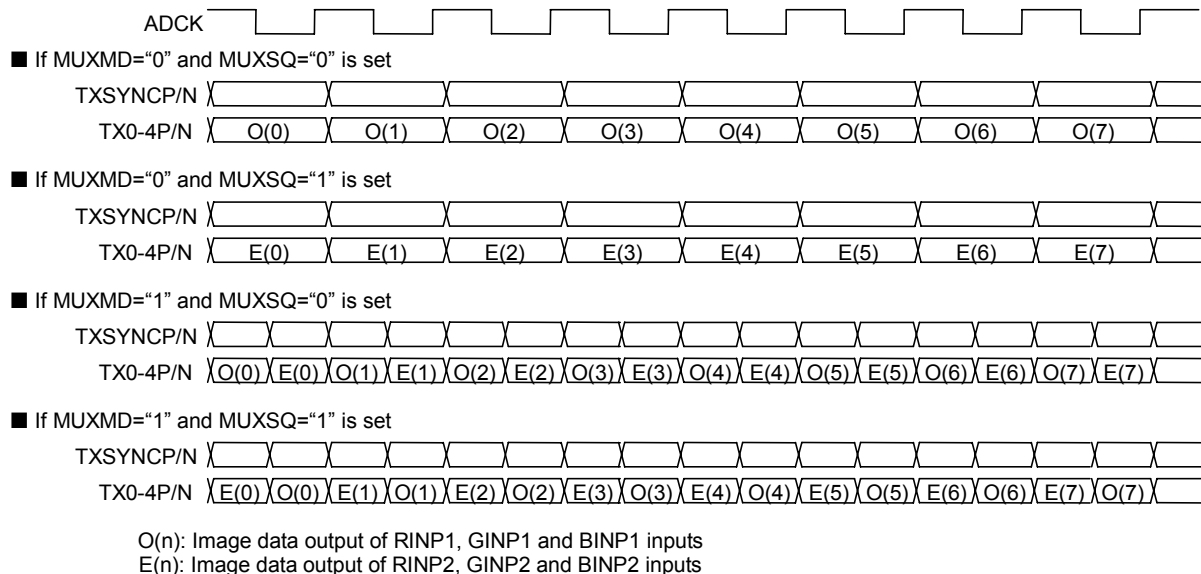 ADCK
■ If MUXMD=“0” and MUXSQ=“0” is set
TXSYNCP/N
TX0-4P/N O(0) O(1) O(2) O(3) O(4) O(5) O(6) O(7)
■ If MUXMD=“0” and MUXSQ=“1” is set
TXSYNCP/N
TX0-4P/N E(0) E(1) E(2) E(3) E(4) E(5) E(6) E(7)
■ If MUXMD=“1” and MUXSQ=“0” is set
TXSYNCP/N
TX0-4P/N O(0) E(0) O(1) E(1) O(2) E(2) O(3) E(3) O(4) E(4) O(5) E(5) O(6) E(6) O(7) E(7)
■ If MUXMD=“1” and MUXSQ=“1” is set
TXSYNCP/N
TX0-4P/N E(0) O(0) E(1) O(1) E(2) O(2) E(3) O(3) E(4) O(4) E(5) O(5) E(6) O(6) E(7) O(7)
O(n): Image data output of RINP1, GINP1 and BINP1 inputs
E(n): Image data output of RINP2, GINP2 and BINP2 inputs